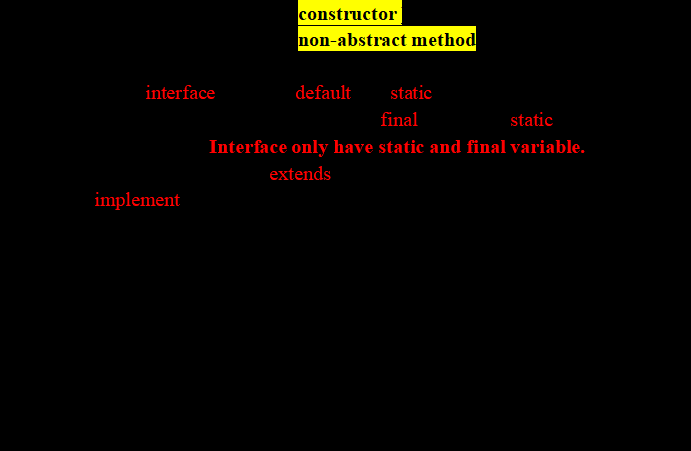 constructor
non-abstract method
interface default static
final static
Interface only have static and final variable.
extends
implement